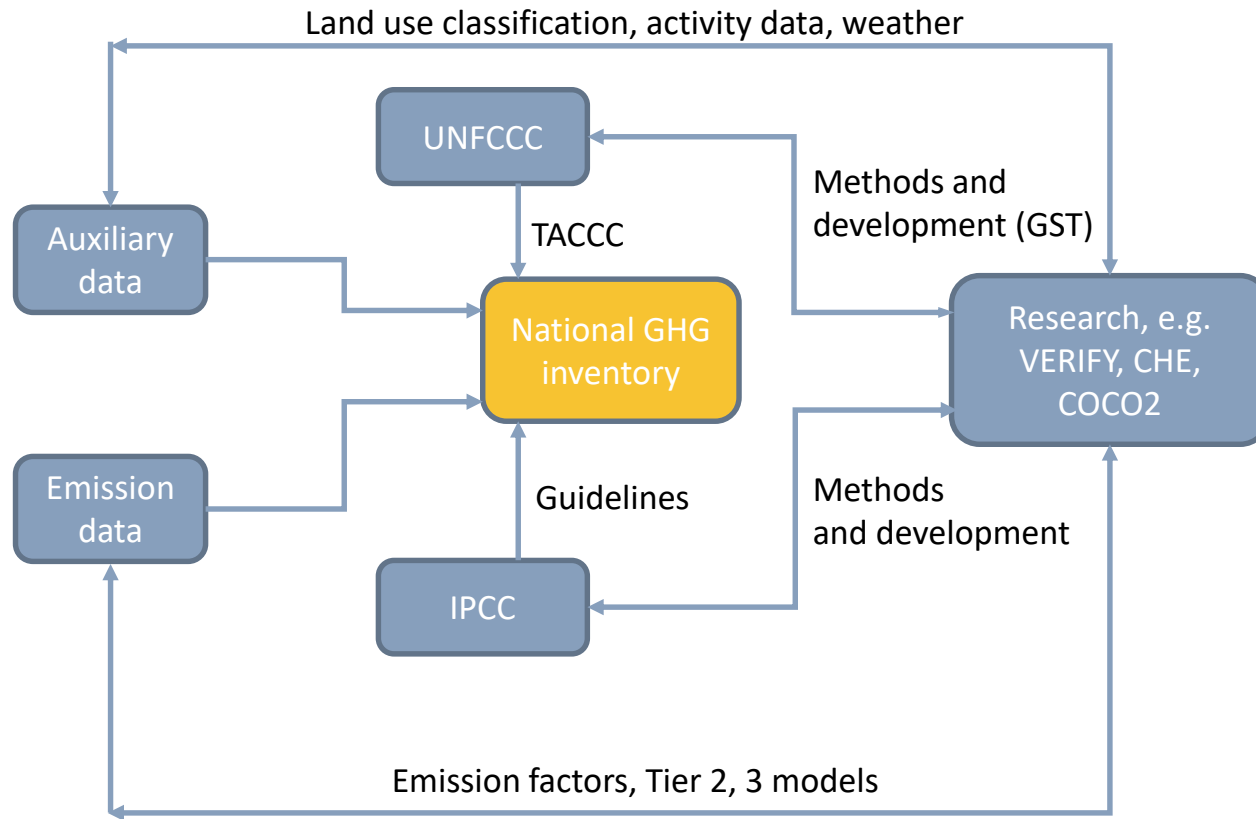 Land use classification, activity data, weather
UNFCCC
Methods and
development (GST)
Auxiliary
data
TACCC
National GHG
inventory
Research, e.g.
VERIFY, CHE,
COCO2
Emission
data
Guidelines
Methods
and development
IPCC
Emission factors, Tier 2, 3 models